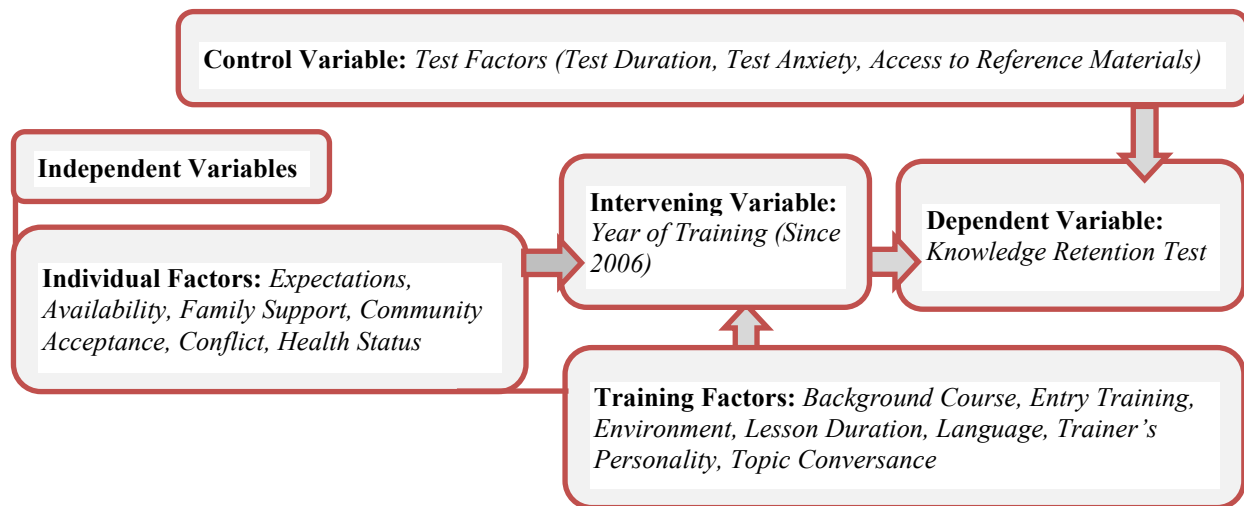 Control Variable: Test Factors (Test Duration, Test Anxiety, Access to Reference Materials)
Independent Variables
Individual Factors: Expectations,
Availability, Family Support, Community
Acceptance, Conflict, Health Status
Intervening Variable:
Year of Training (Since
2006)
Dependent Variable:
Knowledge Retention Test
Training Factors: Background Course, Entry Training,
Environment, Lesson Duration, Language, Trainer’s
Personality, Topic Conversance